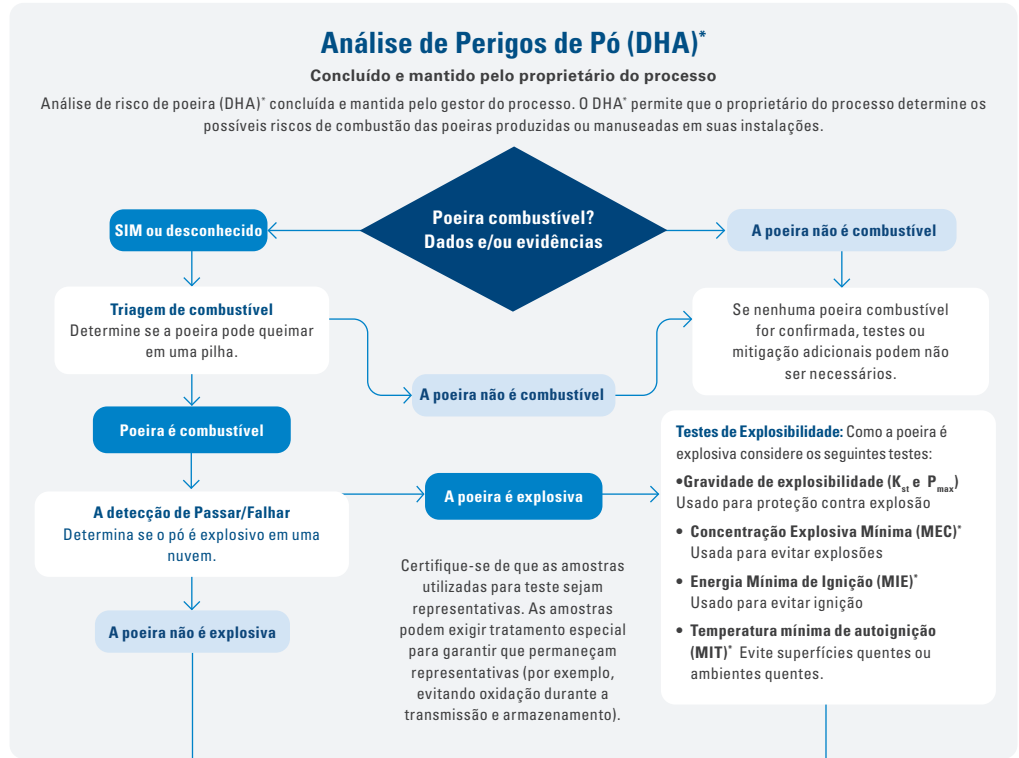 Análise de Perigos de Pó (DHA)*
Concluído e mantido pelo proprietário do processo
Análise de risco de poeira (DHA)* concluída e mantida pelo gestor do processo. O DHA* permite que o proprietário do processo determine os
possíveis riscos de combustão das poeiras produzidas ou manuseadas em suas instalações.
Poeira combustível?
Dados e/ou evidências
SIM ou desconhecido
A poeira não é combustível
Triagem de combustível
Determine se a poeira pode queimar
em uma pilha.
Se nenhuma poeira combustível
for confirmada, testes ou
mitigação adicionais podem não
ser necessários.
A poeira não é combustível
Poeira é combustível
A detecção de Passar/Falhar
Determina se o pó é explosivo em uma
nuvem.
A poeira é explosiva
A poeira não é explosiva
Certifique-se de que as amostras
utilizadas para teste sejam
representativas. As amostras
podem exigir tratamento especial
para garantir que permaneçam
representativas (por exemplo,
evitando oxidação durante a
transmissão e armazenamento).
Testes de Explosibilidade: Como a poeira é
explosiva considere os seguintes testes:
•Gravidade de explosibilidade (Kst e Pmax)
Usado para proteção contra explosão
• Concentração Explosiva Mínima (MEC)*
Usada para evitar explosões
• Energia Mínima de Ignição (MIE)*
Usado para evitar ignição
• Temperatura mínima de autoignição
(MIT)* Evite superfícies quentes ou
ambientes quentes.